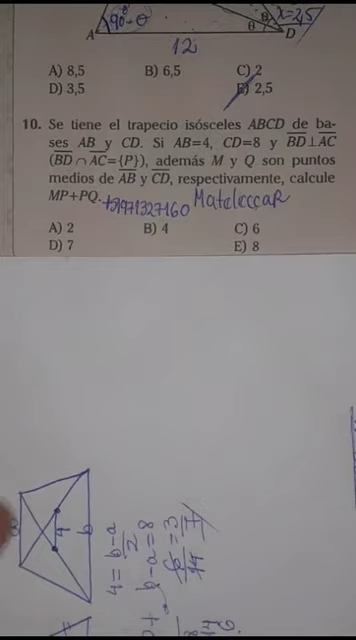 90-θ
θ
θ
x=2,5
A
D
12
A) 8,5 B) 6,5 C) 2
D) 3,5 E) 2,5
10. Se tiene el trapecio isósceles ABCD de ba-
ses AB y CD. Si AB=4, CD=8 y BD⊥AC
(BD∩AC={P}), además M y Q son puntos
medios de AB y CD, respectivamente, calcule
MP+PQ.
+51971327160 Mateleccar
A) 2 B) 4 C) 6
D) 7 E) 8
4
b
4 = b-a/2
b-a=8